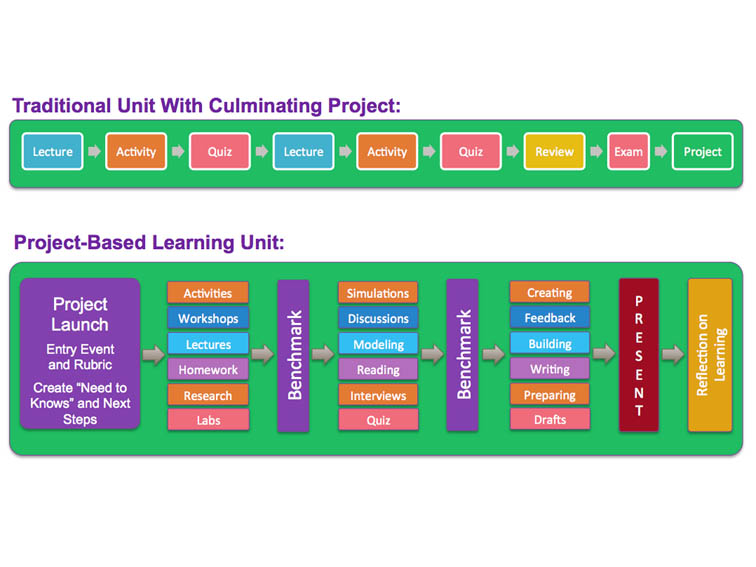 Traditional Unit With Culminating Project:
Lecture
Activity
Quiz
Lecture
Activity
Quiz
Review
Exam
Project
Project-Based Learning Unit:
Project
Launch
Entry Event
and Rubric
Create “Need to
Knows” and Next
Steps
Activities
Workshops
Lectures
Homework
Research
Labs
Benchmark
Simulations
Discussions
Modeling
Reading
Interviews
Quiz
Benchmark
Creating
Feedback
Building
Writing
Preparing
Drafts
PRESENT
Reflection on
Learning